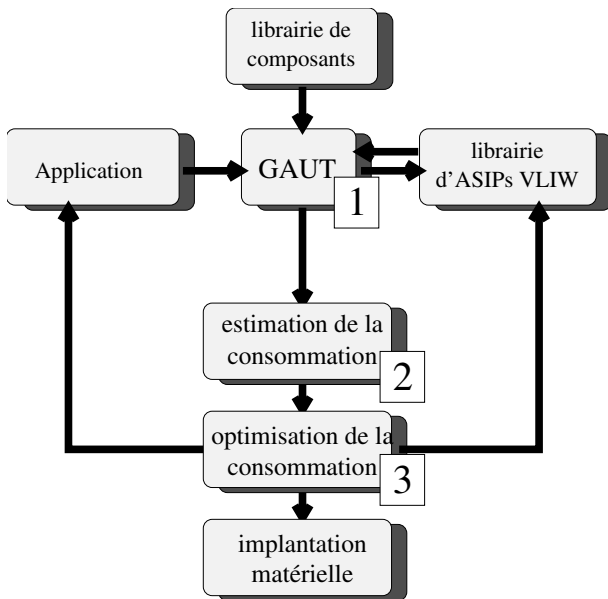 librairie de
composants
Application
GAUT
1
librairie
d'ASIPs VLIW
estimation de la
consommation
2
optimisation de la
consommation
3
implantation
matérielle